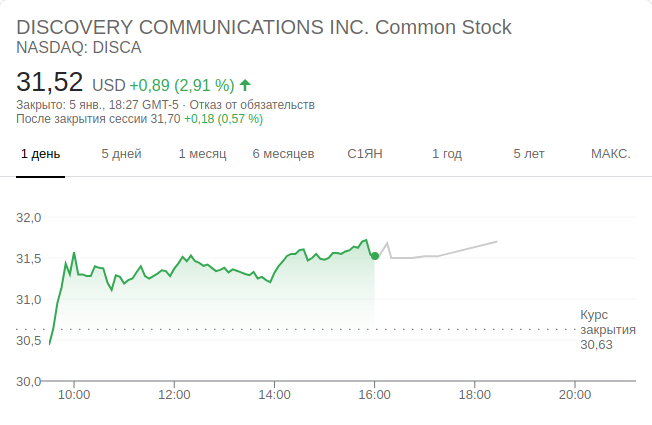 DISCOVERY COMMUNICATIONS INC. Common Stock
NASDAQ: DISCA
31,52 USD +0,89 (2,91 %)
Закрыто: 5 янв., 18:27 GMT-5 · Отказ от обязательств
После закрытия сессии 31,70 +0,18 (0,57 %)
1 день 5 дней 1 месяц 6 месяцев С1ЯН 1 год 5 лет МАКС.
32,0
31,5
31,0
Курс
закрытия
30,63
30,5
30,0
10:00 12:00 14:00 16:00 18:00 20:00